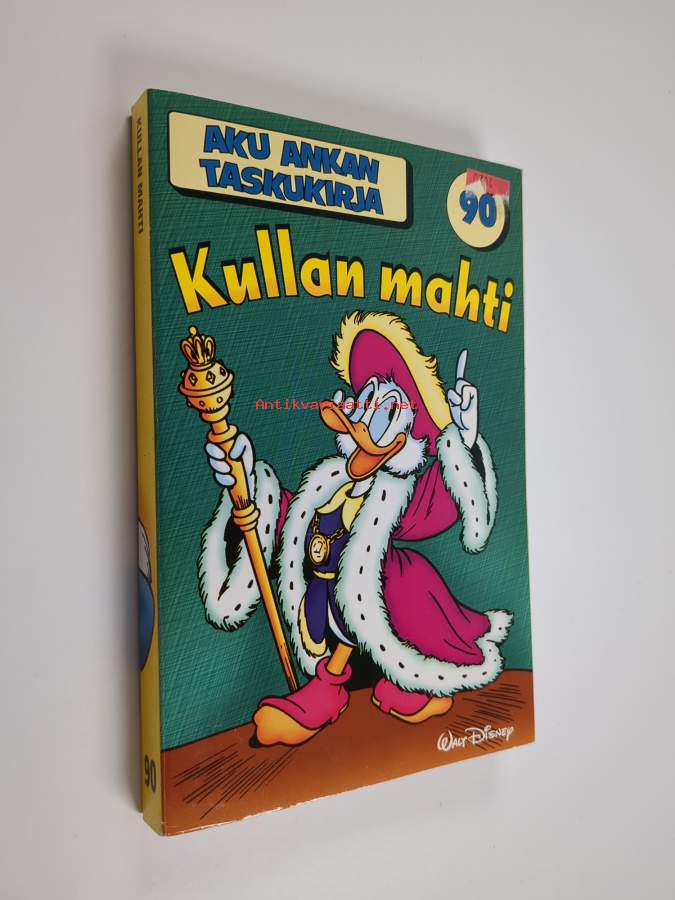 AKU ANKAN
TASKUKIRJA
90
Kullan mahti
Antikvariaatti.net
WALT DISNEY
KULLAN MAHTI
90